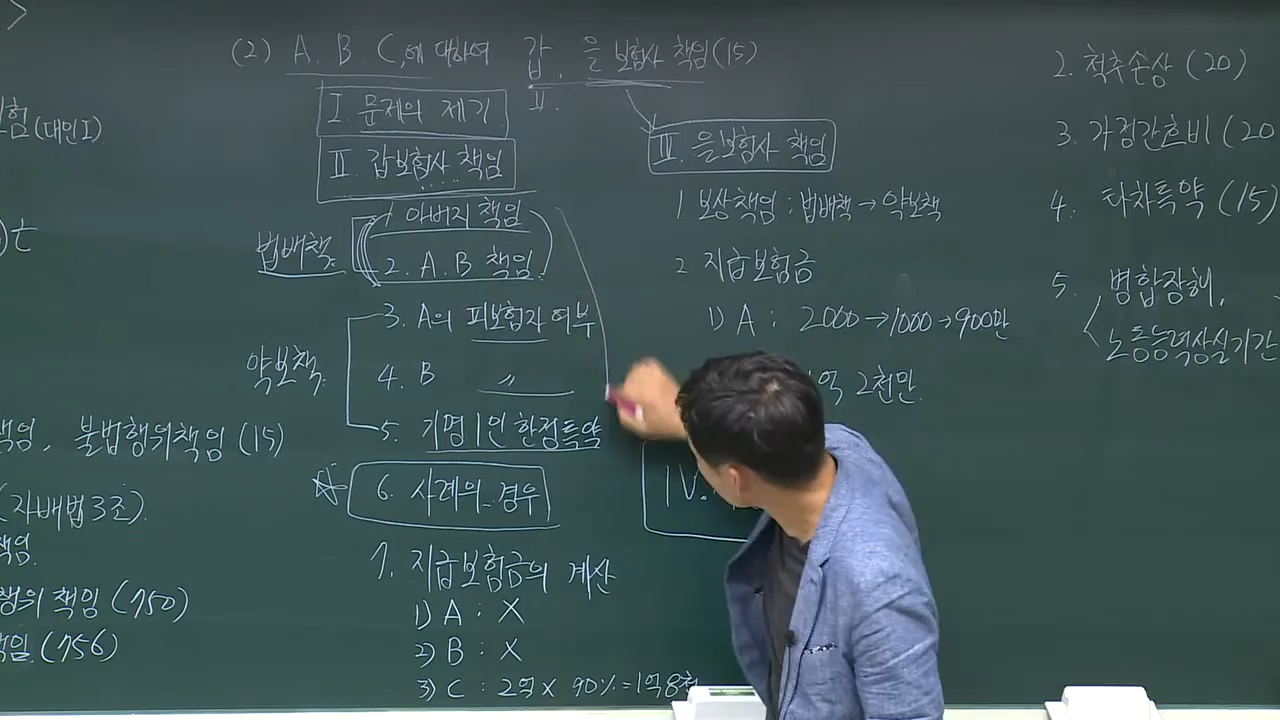 험(대인I)
)t
책임, 불법행위책임 (15)
(자배법 3조).
책임.
책임 (750)
책임. (756)
(2) A. B. C,에 대하여 갑, 을 보험사 책임(15)
Ⅱ.
I. 문제의 제기
Ⅱ. 갑보험사 책임
법배책.
1. 아버지 책임
2. A.B 책임.
약보책.
3. A의 피보험자 여부
4. B 〃
5. 기명1인 한정특약
6. 사례의 경우
7. 지급보험금의 계산
1) A : X
2) B : X
3) C : 2억 X 90% = 1억8천
Ⅲ. 을보험사 책임
1. 보상책임 : 법배책 → 약보책
2. 지급보험금
1) A : 2000 → 1000 → 900만
억 2천만.
IV.
2. 척추손상 (20)
3. 가정간호비 (20
4. 타차특약 (15)
5. 병합장해,
노동능력상실기간